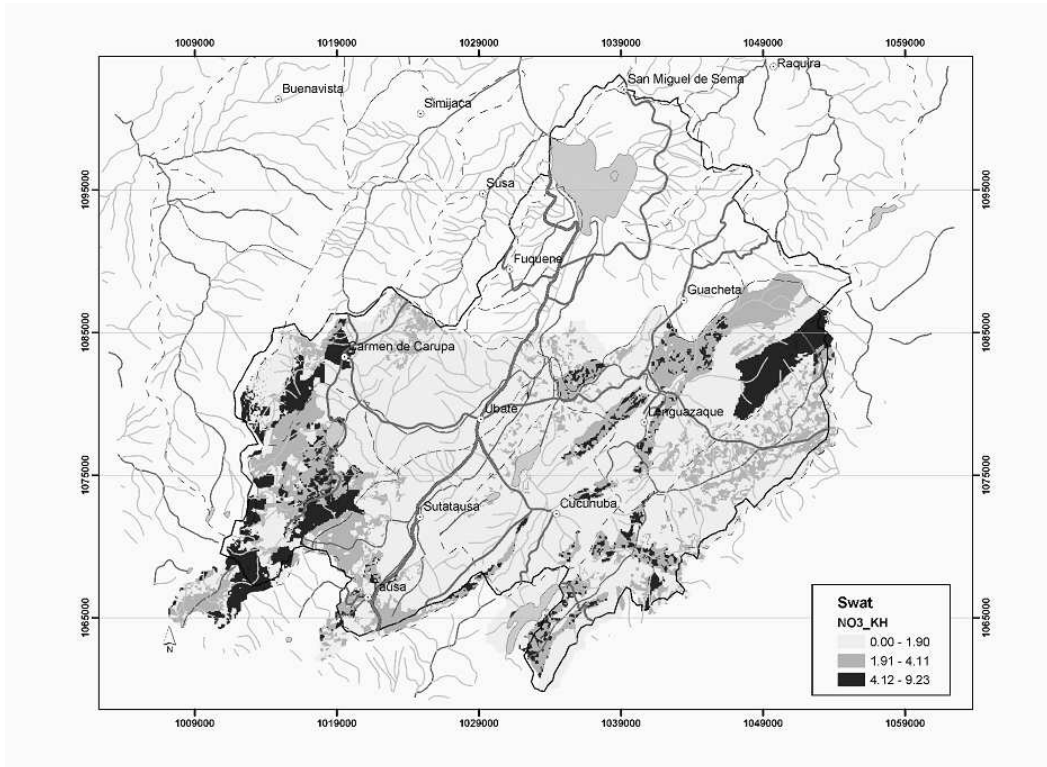 1009000 1019000 1029000 1039000 1049000 1059000
Raquira
San Miguel de Sema
Buenavista
Simijaca
1095000 1095000
Susa
Fuquene
Guacheta
1085000 1085000
Carmen de Carupa
Ubate
Lenguazaque
1075000 1075000
Sutatausa
Cucunuba
Tausa
1065000 1065000
Swat
NO3_KH
0.00 - 1.90
1.91 - 4.11
4.12 - 9.23
N
1009000 1019000 1029000 1039000 1049000 1059000